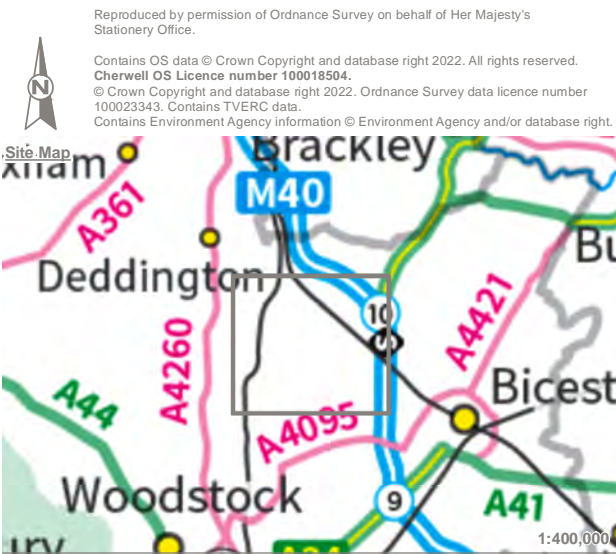 Reproduced by permission of Ordnance Survey on behalf of Her Majesty's
Stationery Office.
Contains OS data © Crown Copyright and database right 2022. All rights reserved.
Cherwell OS Licence number 100018504.
© Crown Copyright and database right 2022. Ordnance Survey data licence number
100023343. Contains TVERC data.
Contains Environment Agency information © Environment Agency and/or database right.
N
Site Map
xham
Brackley
A361
M40
Bu
Deddington
10
A4421
A4260
S
Bicest
A44
A4095
Woodstock
9
A41
ury
1:400,000